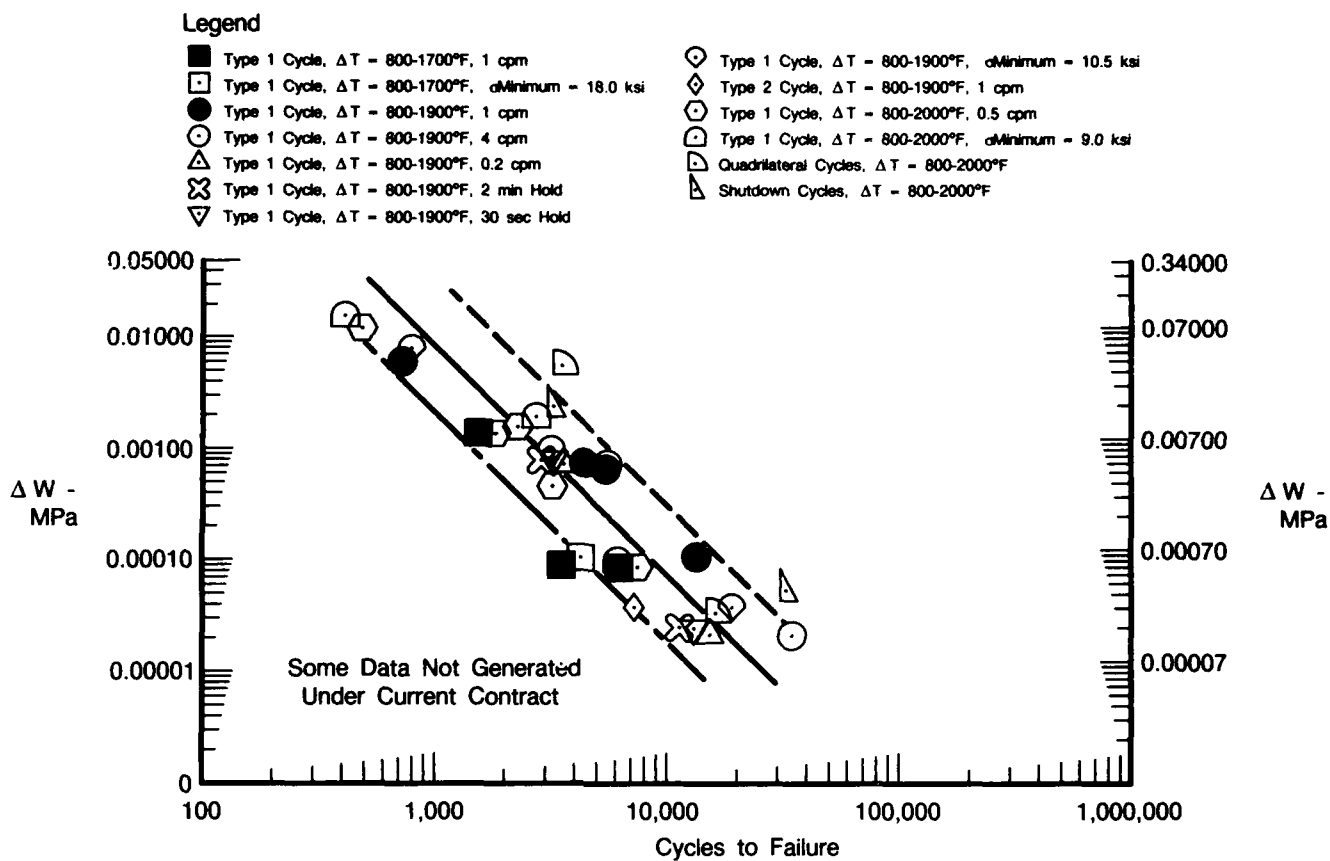 Legend
Type 1 Cycle, ΔT = 800-1700°F, 1 cpm
Type 1 Cycle, ΔT = 800-1700°F, σMinimum = 18.0 ksi
Type 1 Cycle, ΔT = 800-1900°F, 1 cpm
Type 1 Cycle, ΔT = 800-1900°F, 4 cpm
Type 1 Cycle, ΔT = 800-1900°F, 0.2 cpm
Type 1 Cycle, ΔT = 800-1900°F, 2 min Hold
Type 1 Cycle, ΔT = 800-1900°F, 30 sec Hold
Type 1 Cycle, ΔT = 800-1900°F, σMinimum = 10.5 ksi
Type 2 Cycle, ΔT = 800-1900°F, 1 cpm
Type 1 Cycle, ΔT = 800-2000°F, 0.5 cpm
Type 1 Cycle, ΔT = 800-2000°F, σMinimum = 9.0 ksi
Quadrilateral Cycles, ΔT = 800-2000°F
Shutdown Cycles, ΔT = 800-2000°F
0.05000
0.01000
0.00100
0.00010
0.00001
0
ΔW -
MPa
0.34000
0.07000
0.00700
0.00070
0.00007
ΔW -
MPa
Some Data Not Generated
Under Current Contract
100
1,000
10,000
100,000
1,000,000
Cycles to Failure